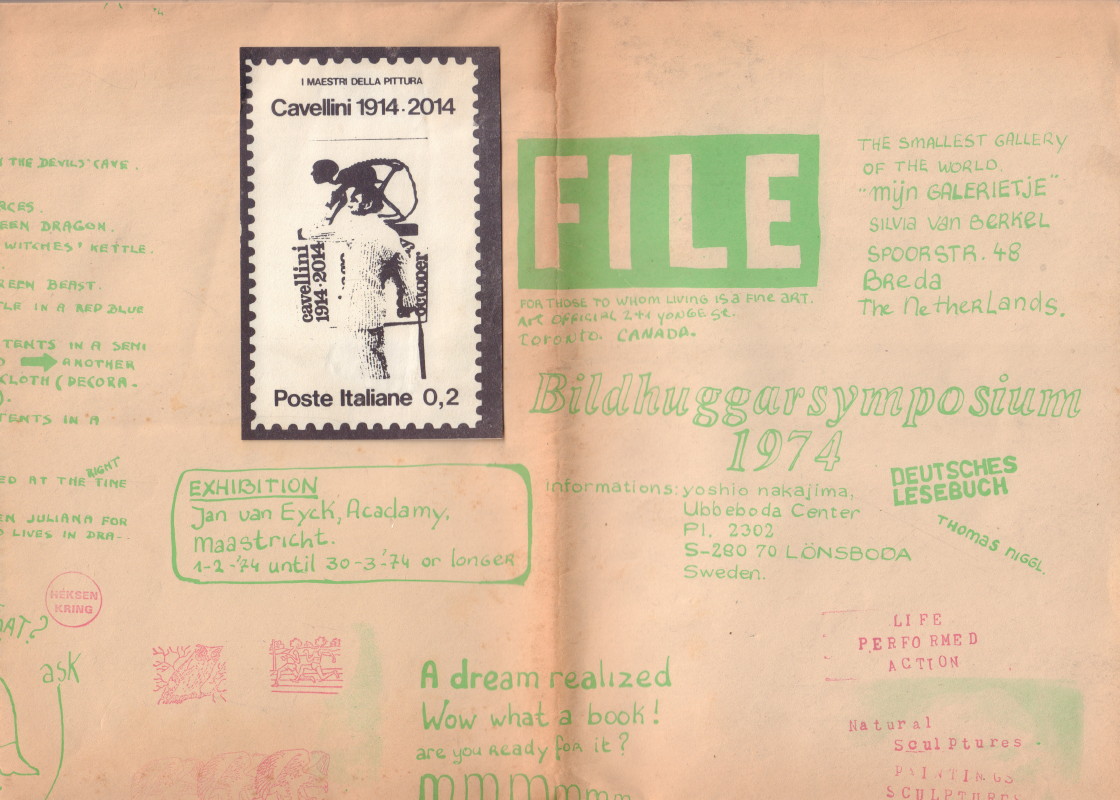 THE DEVILS' CAVE.
RCES.
EEN DRAGON.
WITCHES' KETTLE.
REEN BEAST.
TLE IN A RED BLUE
TENTS IN A SEMI
ANOTHER
CLOTH (DECORA-
TENTS IN A
RIGHT
ED AT THE TIME
EN JULIANA FOR
LIVES IN DRA-
HEKSEN
KRING
AT?
ask
I MAESTRI DELLA PITTURA
Cavellini 1914·2014
cavellini
1914·2014
Poste Italiane 0,2
EXHIBITION
Jan van Eyck, Acadamy,
maastricht.
1-2-'74 until 30-3-'74 or longer
FILE
FOR THOSE TO WHOM LIVING IS A FINE ART.
ART OFFICIAL 241 YONGE St.
Toronto. CANADA.
THE SMALLEST GALLERY
OF THE WORLD.
"mijn GALERIETJE"
SILVIA van BERKEL
SPOORSTR. 48
Breda
The NetherLands.
Bildhuggarsymposium
1974
informations: yoshio nakajima,
Ubbeboda Center
Pl. 2302
S-280 70 LÖNSBODA
Sweden.
DEUTSCHES
LESEBUCH
THOMAS NIGGL.
LIFE
PERFORMED
ACTION
A dream realized
Wow what a book!
are you READY for it?
mmmmmmm
Natural
Sculptures
PAINTINGS
SCULPTURES